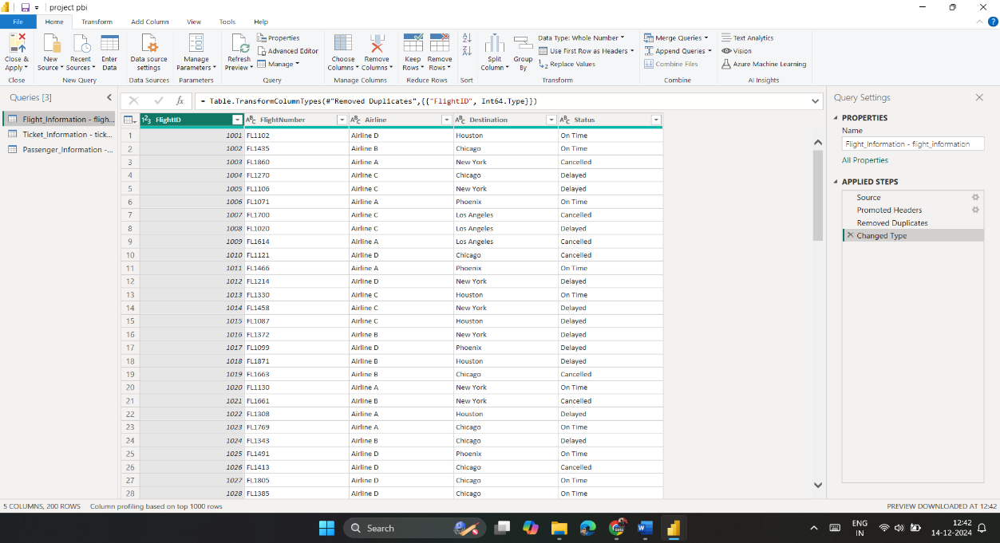 project pbi
File Home Transform Add Column View Tools Help
Close & Apply
Close
New Source
Recent Sources
Enter Data
New Query
Data source settings
Data Sources
Manage Parameters
Parameters
Refresh Preview
Properties
Advanced Editor
Manage
Query
Choose Columns
Remove Columns
Manage Columns
Keep Rows
Remove Rows
Reduce Rows
Sort
Split Column
Group By
Data Type: Whole Number
Use First Row as Headers
Replace Values
Transform
Merge Queries
Append Queries
Combine Files
Combine
Text Analytics
Vision
Azure Machine Learning
AI Insights
Queries [3]
Flight_Information - fligh...
Ticket_Information - tick...
Passenger_Information -...
= Table.TransformColumnTypes(#"Removed Duplicates",{{"FlightID", Int64.Type}})
FlightID FlightNumber Airline Destination Status
1 1001 FL1102 Airline D Houston On Time
2 1002 FL1435 Airline B Chicago On Time
3 1003 FL1860 Airline A New York Cancelled
4 1004 FL1270 Airline C Chicago Delayed
5 1005 FL1106 Airline C New York Delayed
6 1006 FL1071 Airline A Phoenix On Time
7 1007 FL1700 Airline C Los Angeles Cancelled
8 1008 FL1020 Airline C Los Angeles Delayed
9 1009 FL1614 Airline A Los Angeles Cancelled
10 1010 FL1121 Airline D Chicago Cancelled
11 1011 FL1466 Airline A Phoenix On Time
12 1012 FL1214 Airline D New York Delayed
13 1013 FL1330 Airline C Houston On Time
14 1014 FL1458 Airline C New York Delayed
15 1015 FL1087 Airline C Houston Delayed
16 1016 FL1372 Airline B New York Delayed
17 1017 FL1099 Airline D Phoenix Delayed
18 1018 FL1871 Airline B Houston Delayed
19 1019 FL1663 Airline B Chicago Cancelled
20 1020 FL1130 Airline A New York On Time
21 1021 FL1661 Airline B New York Cancelled
22 1022 FL1308 Airline A Houston Delayed
23 1023 FL1769 Airline A Chicago On Time
24 1024 FL1343 Airline B Chicago Delayed
25 1025 FL1491 Airline D Phoenix On Time
26 1026 FL1413 Airline D Chicago Cancelled
27 1027 FL1805 Airline D Chicago On Time
28 1028 FL1385 Airline D Chicago On Time
Query Settings
PROPERTIES
Name
Flight_Information - flight_information
All Properties
APPLIED STEPS
Source
Promoted Headers
Removed Duplicates
Changed Type
5 COLUMNS, 200 ROWS Column profiling based on top 1000 rows
PREVIEW DOWNLOADED AT 12:42
Search
ENG
IN
12:42
14-12-2024